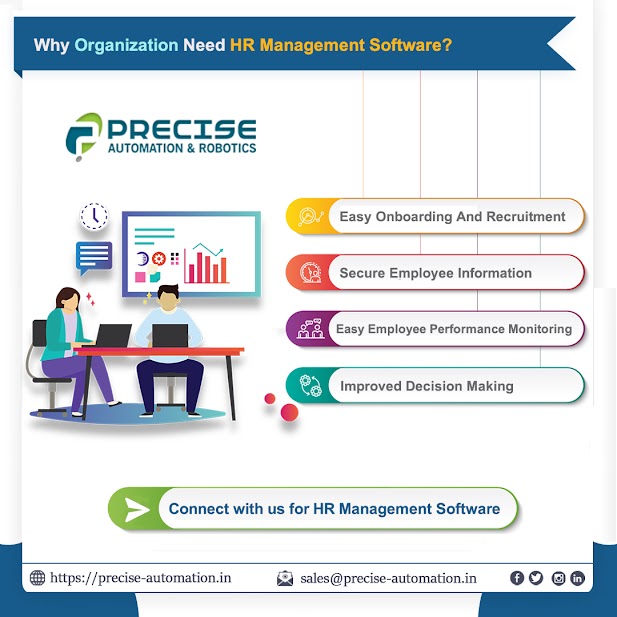 Why Organization Need HR Management Software?
PRECISE
AUTOMATION & ROBOTICS
Easy Onboarding And Recruitment
Secure Employee Information
Easy Employee Performance Monitoring
Improved Decision Making
Connect with us for HR Management Software
https://precise-automation.in
sales@precise-automation.in